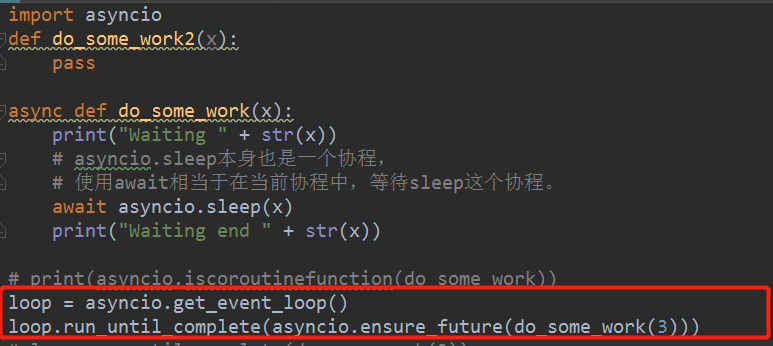 import asyncio
def do_some_work2(x):
    pass

async def do_some_work(x):
    print("Waiting " + str(x))
    # asyncio.sleep本身也是一个协程，
    # 使用await相当于在当前协程中，等待sleep这个协程。
    await asyncio.sleep(x)
    print("Waiting end " + str(x))

# print(asyncio.iscoroutinefunction(do_some_work))
loop = asyncio.get_event_loop()
loop.run_until_complete(asyncio.ensure_future(do_some_work(3)))